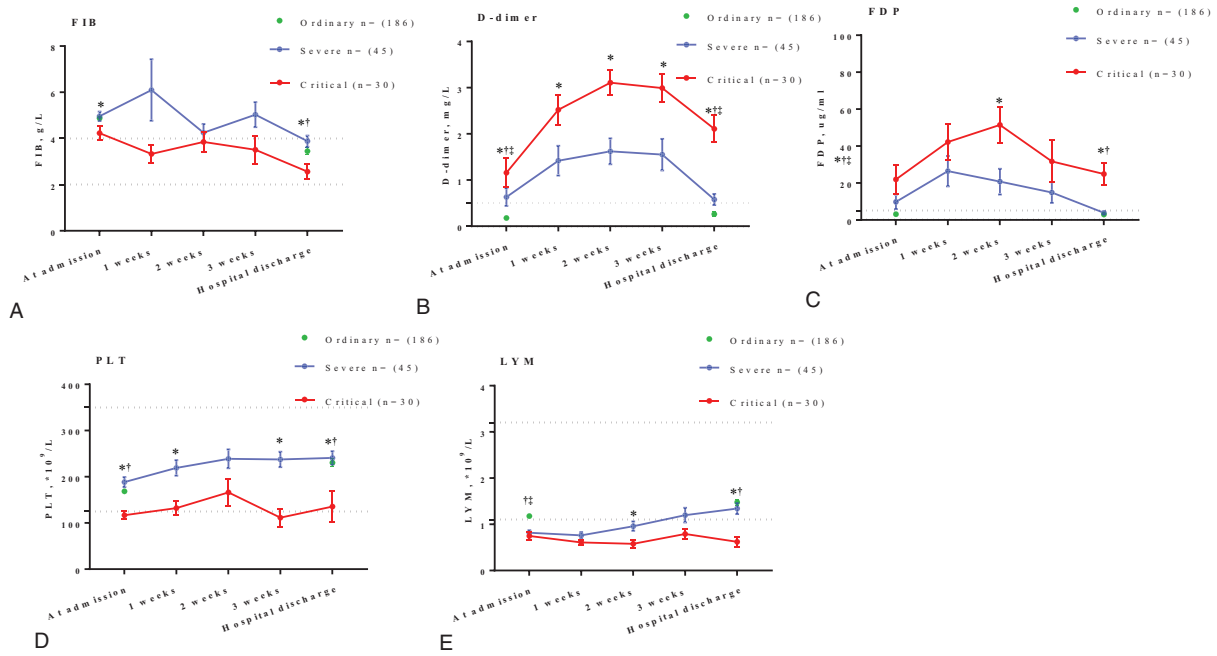 A
FIB
Ordinary n- (186)
Severe n- (45)
Critical (n-30)
FIB, g/L
8
6
4
2
0
*
*†
At admission
1 weeks
2 weeks
3 weeks
Hospital discharge
B
D-dimer
Ordinary n- (186)
Severe n- (45)
Critical (n-30)
D-dimer, mg/L
4
3
2
1
0
*†‡
*
*
*
*†‡
At admission
1 weeks
2 weeks
3 weeks
Hospital discharge
C
FDP
Ordinary n- (186)
Severe n- (45)
Critical (n-30)
FDP, ug/ml
100
80
60
40
20
0
*†‡
*
*†
At admission
1 weeks
2 weeks
3 weeks
Hospital discharge
D
PLT
Ordinary n- (186)
Severe n- (45)
Critical (n-30)
PLT, *10⁹/L
400
300
200
100
0
*†
*
*
*†
At admission
1 weeks
2 weeks
3 weeks
Hospital discharge
E
LYM
Ordinary n- (186)
Severe n- (45)
Critical (n-30)
LYM, *10⁹/L
4
3
2
1
0
†‡
*
*†
At admission
1 weeks
2 weeks
3 weeks
Hospital discharge